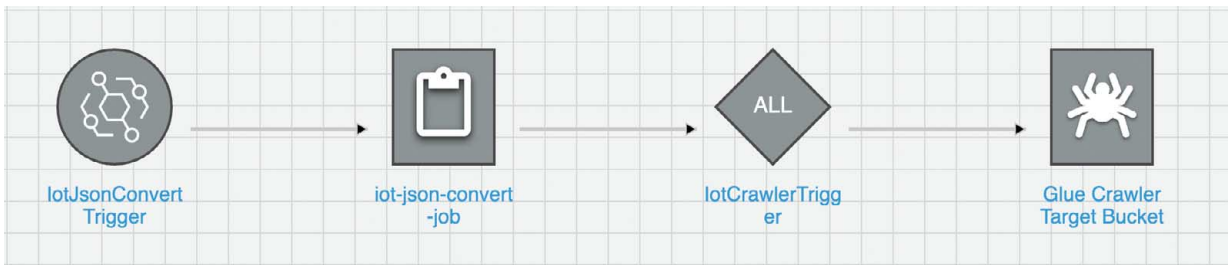 ALL
IotJsonConvert
Trigger
iot-json-convert
-job
IotCrawlerTrigg
er
Glue Crawler
Target Bucket